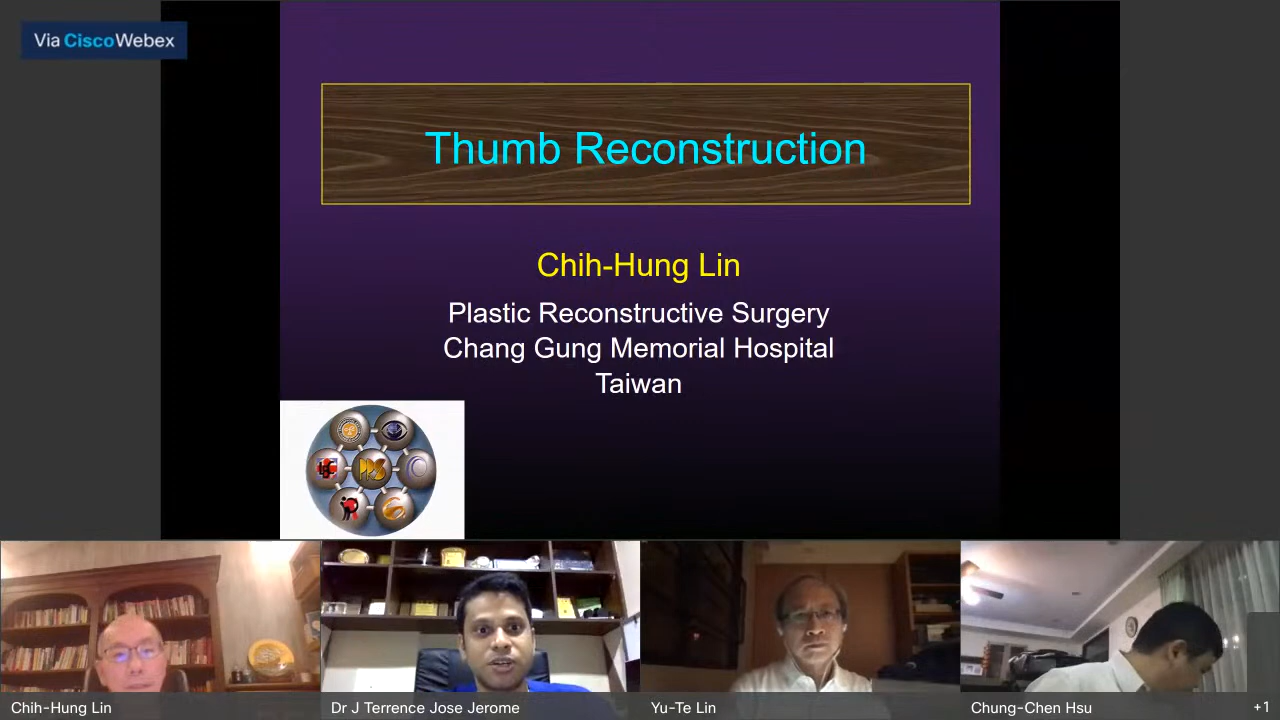 Via CiscoWebex
Thumb Reconstruction
Chih-Hung Lin
Plastic Reconstructive Surgery
Chang Gung Memorial Hospital
Taiwan
PRS
Chih-Hung Lin
Dr J Terrence Jose Jerome
Yu-Te Lin
Chung-Chen Hsu
+1